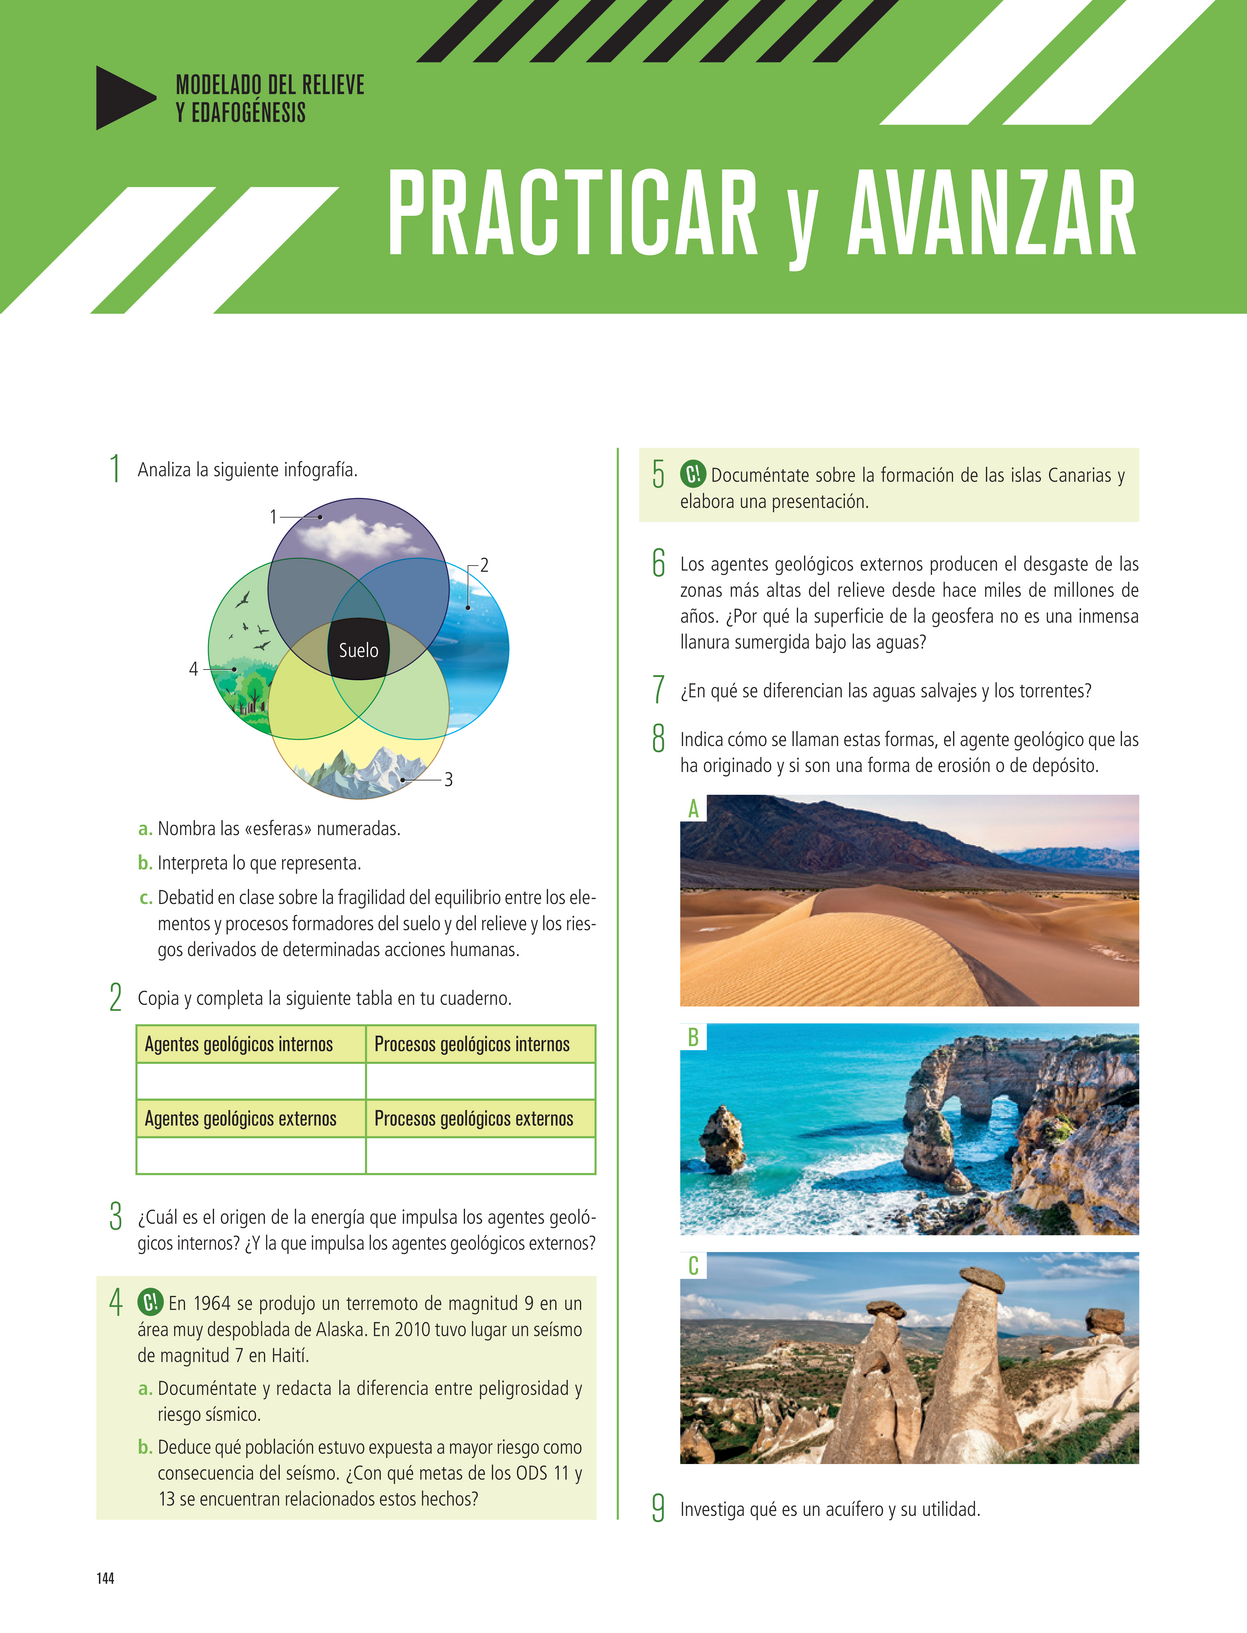 MODELADO DEL RELIEVE
Y EDAFOGÉNESIS
PRACTICAR y AVANZAR
1 Analiza la siguiente infografía.
1
2
Suelo
4
3
a. Nombra las «esferas» numeradas.
b. Interpreta lo que representa.
c. Debatid en clase sobre la fragilidad del equilibrio entre los ele-
mentos y procesos formadores del suelo y del relieve y los ries-
gos derivados de determinadas acciones humanas.
2 Copia y completa la siguiente tabla en tu cuaderno.
Agentes geológicos internos Procesos geológicos internos
Agentes geológicos externos Procesos geológicos externos
3 ¿Cuál es el origen de la energía que impulsa los agentes geoló-
gicos internos? ¿Y la que impulsa los agentes geológicos externos?
4 C! En 1964 se produjo un terremoto de magnitud 9 en un
área muy despoblada de Alaska. En 2010 tuvo lugar un seísmo
de magnitud 7 en Haití.
a. Documéntate y redacta la diferencia entre peligrosidad y
riesgo sísmico.
b. Deduce qué población estuvo expuesta a mayor riesgo como
consecuencia del seísmo. ¿Con qué metas de los ODS 11 y
13 se encuentran relacionados estos hechos?
5 C! Documéntate sobre la formación de las islas Canarias y
elabora una presentación.
6 Los agentes geológicos externos producen el desgaste de las
zonas más altas del relieve desde hace miles de millones de
años. ¿Por qué la superficie de la geosfera no es una inmensa
llanura sumergida bajo las aguas?
7 ¿En qué se diferencian las aguas salvajes y los torrentes?
8 Indica cómo se llaman estas formas, el agente geológico que las
ha originado y si son una forma de erosión o de depósito.
A
B
C
9 Investiga qué es un acuífero y su utilidad.
144